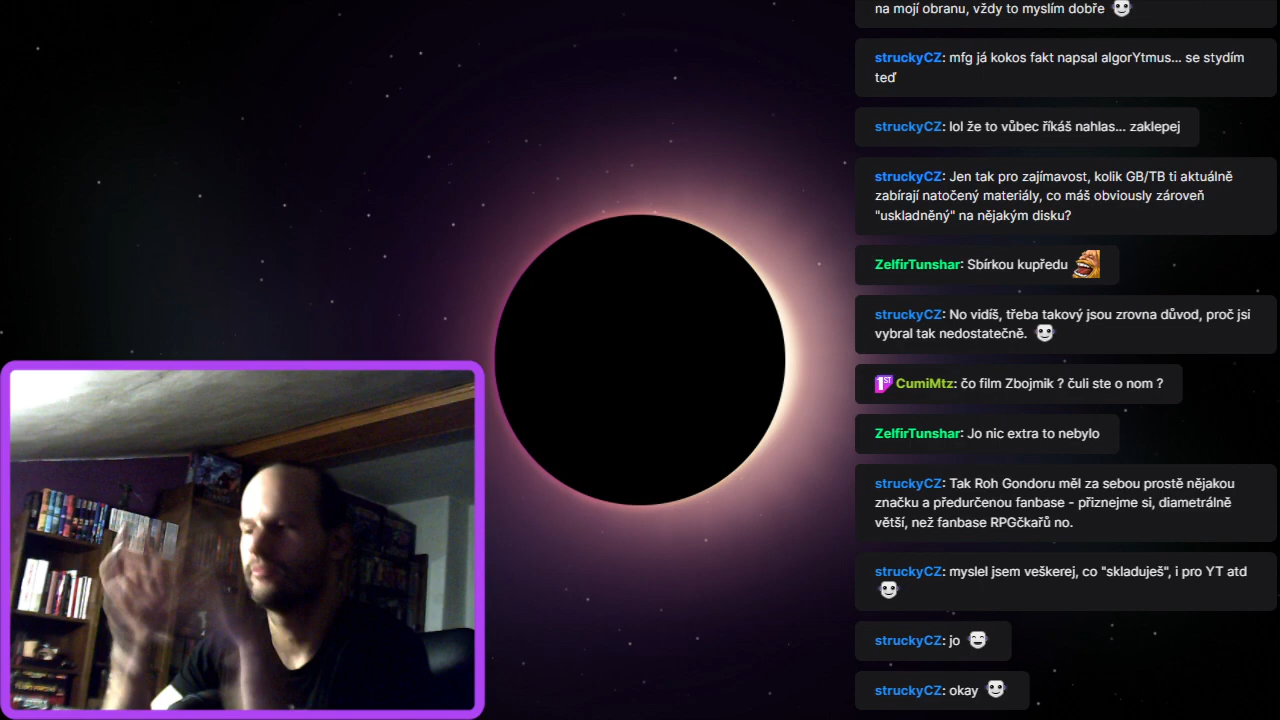 na mojí obranu, vždy to myslím dobře
struckyCZ: mfg já kokos fakt napsal algorYtmus... se stydím
teď
struckyCZ: lol že to vůbec říkáš nahlas... zaklepej
struckyCZ: Jen tak pro zajímavost, kolik GB/TB ti aktuálně
zabírají natočený materiály, co máš obviously zároveň
"uskladněný" na nějakým disku?
ZelfirTunshar: Sbírkou kupředu
struckyCZ: No vidíš, třeba takový jsou zrovna důvod, proč jsi
vybral tak nedostatečně.
1ST CumiMtz: čo film Zbojmik ? čuli ste o nom ?
ZelfirTunshar: Jo nic extra to nebylo
struckyCZ: Tak Roh Gondoru měl za sebou prostě nějakou
značku a předurčenou fanbase - přiznejme si, diametrálně
větší, než fanbase RPGčkařů no.
struckyCZ: myslel jsem veškerej, co "skladuješ", i pro YT atd
struckyCZ: jo
struckyCZ: okay